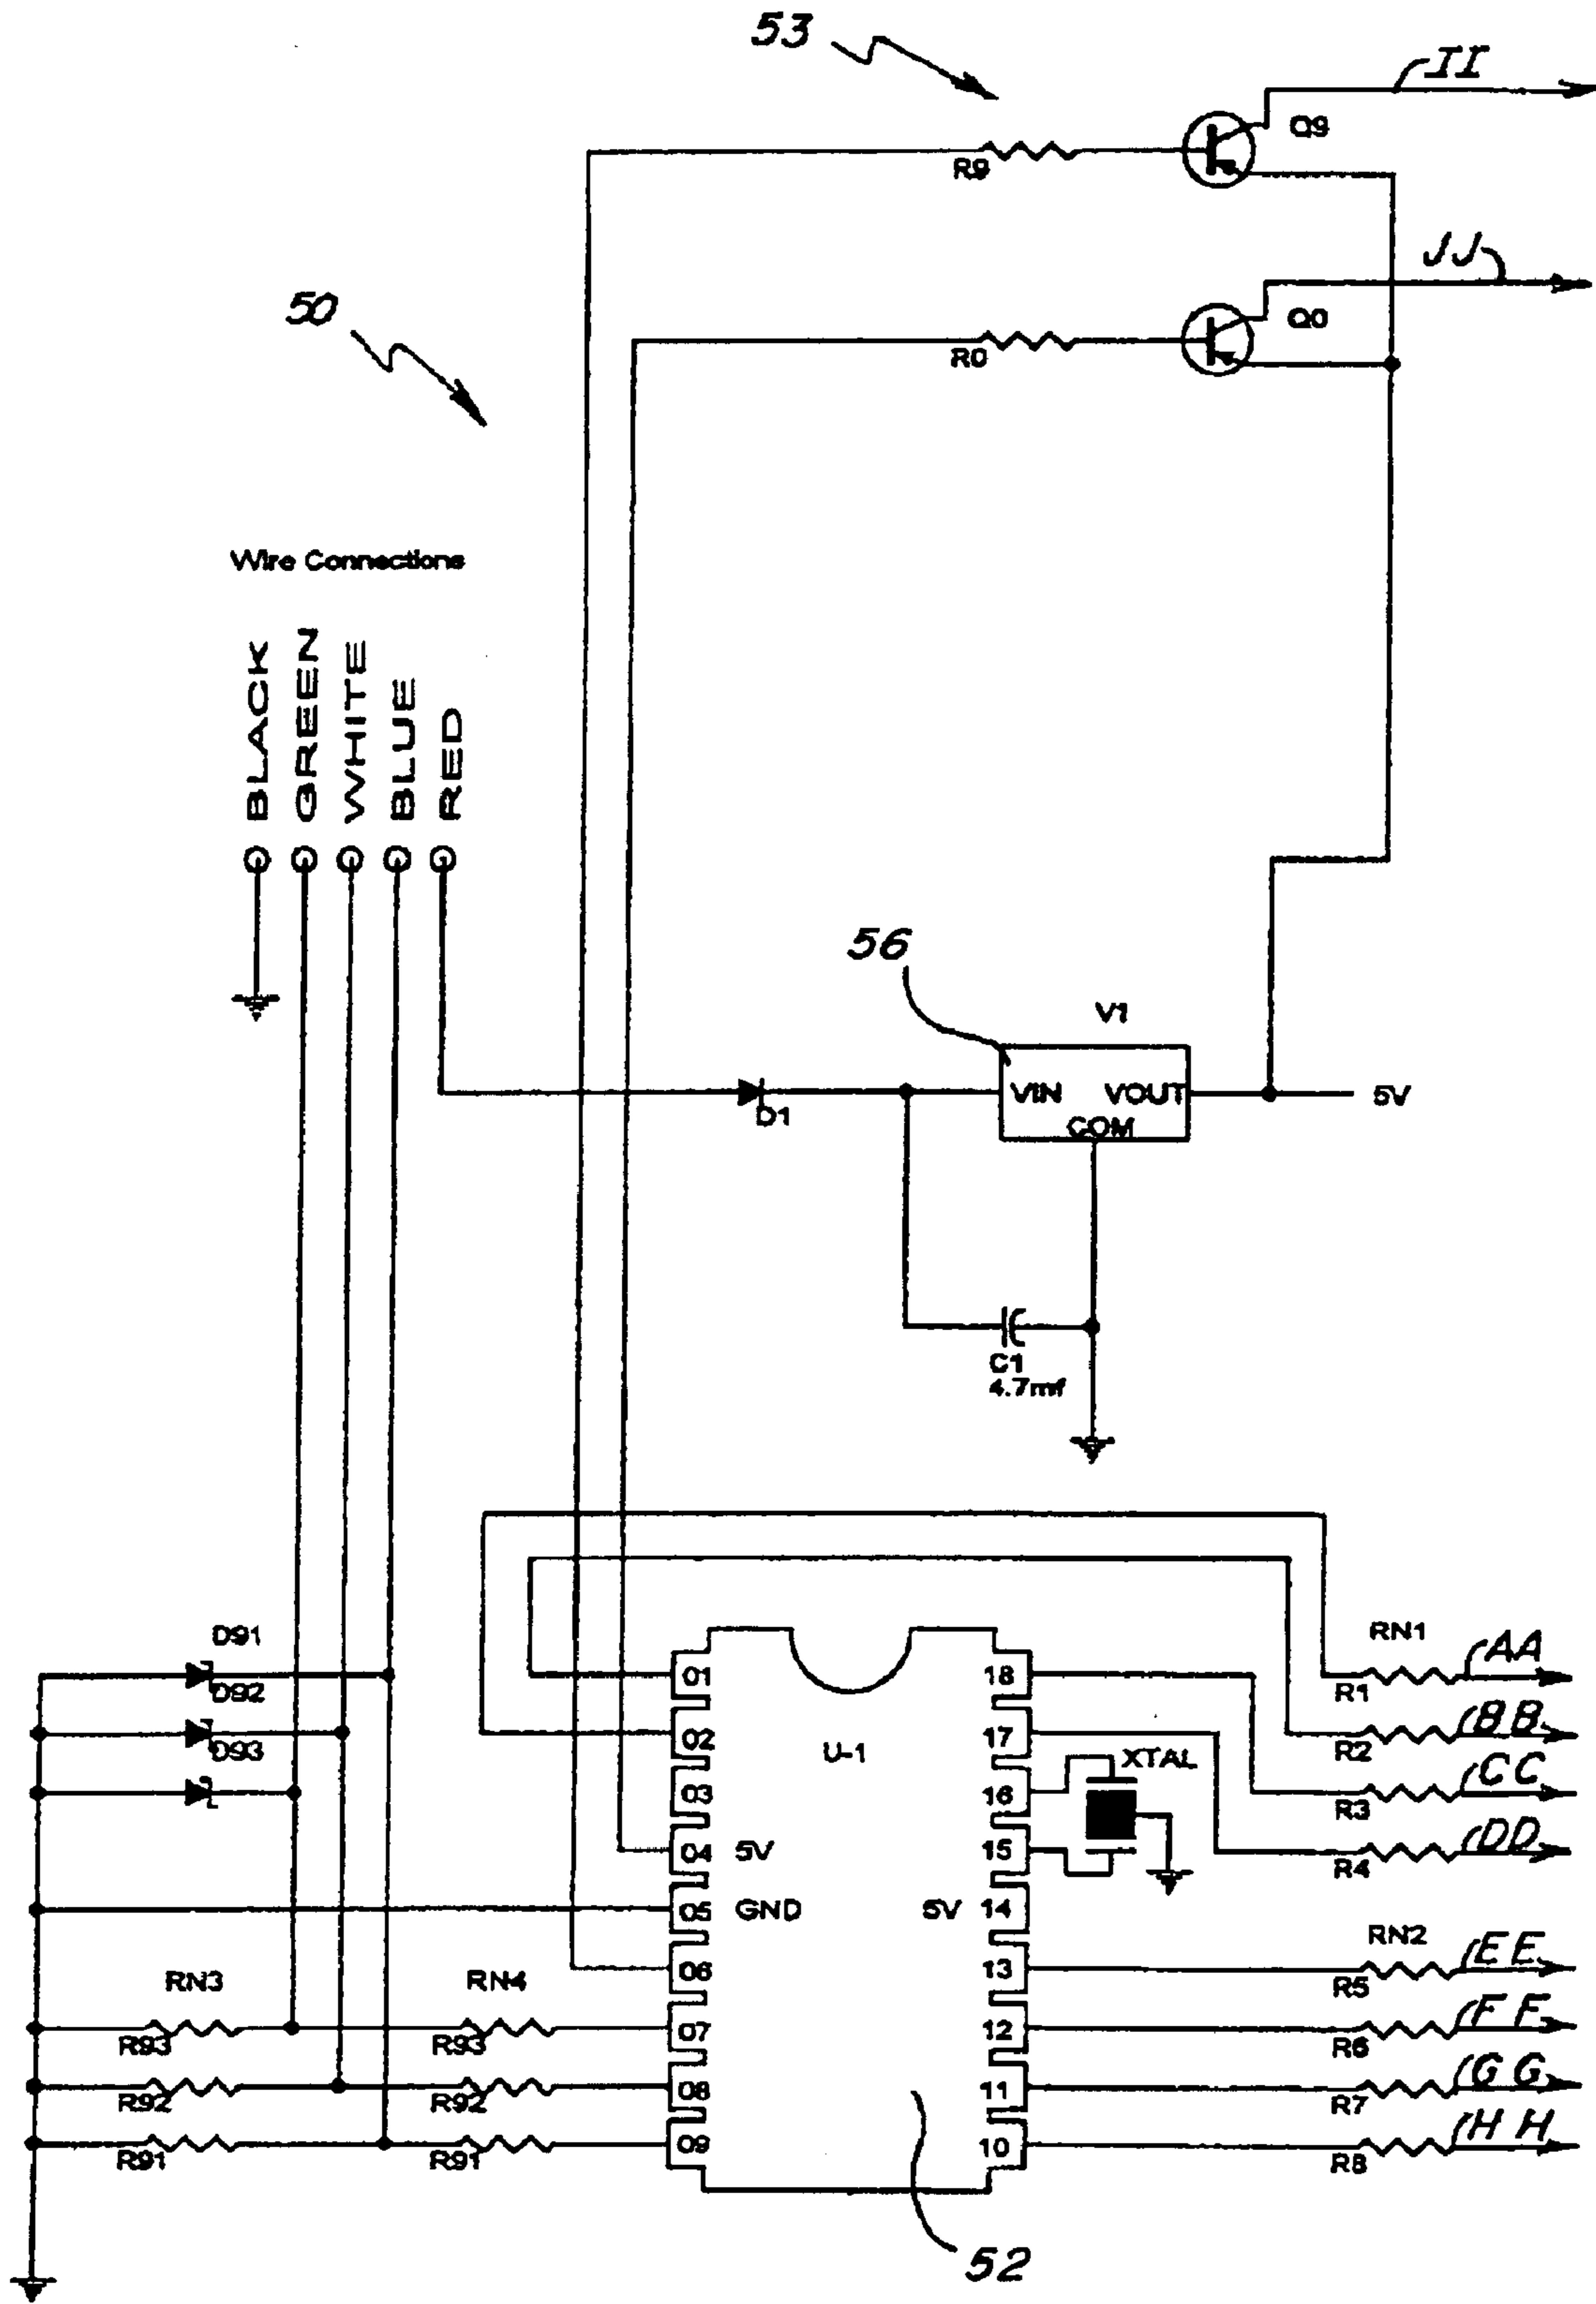 53
II
Q9
R9
JJ
50
Q0
R0
Wire Connections
BLACK
GREEN
WHITE
BLUE
RED
56
V1
VIN VOUT
COM
5V
D1
C1
4.7mf
D91
D92
D93
RN1
AA
R1
BB
R2
CC
R3
DD
R4
01 18
02 U-1 17
XTAL
03 16
04 5V 15
05 GND 5V 14
06 13
07 12
08 11
09 10
RN2
EE
R5
FF
R6
GG
R7
HH
R8
RN3 RN4
R93 R93
R92 R92
R91 R91
52